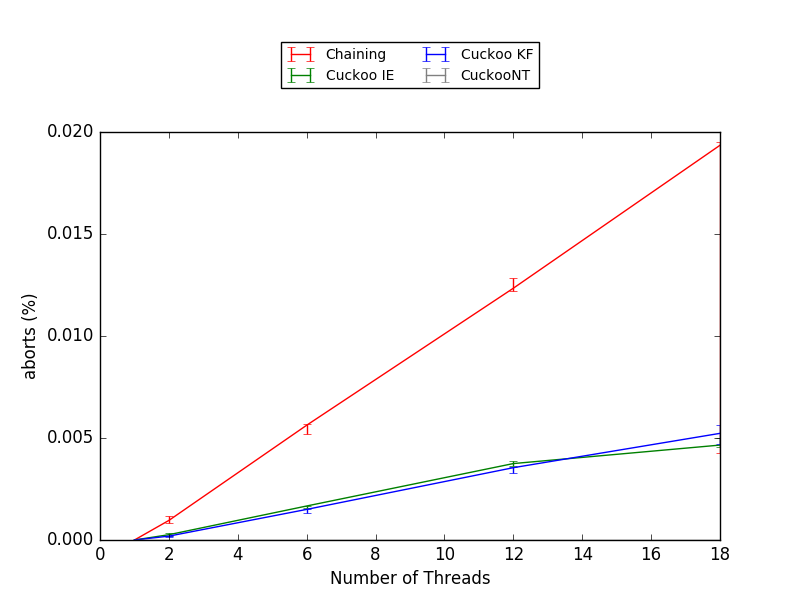 Chaining
Cuckoo KF
Cuckoo IE
CuckooNT
0.020
0.015
0.010
0.005
0.000
aborts (%)
0 2 4 6 8 10 12 14 16 18
Number of Threads